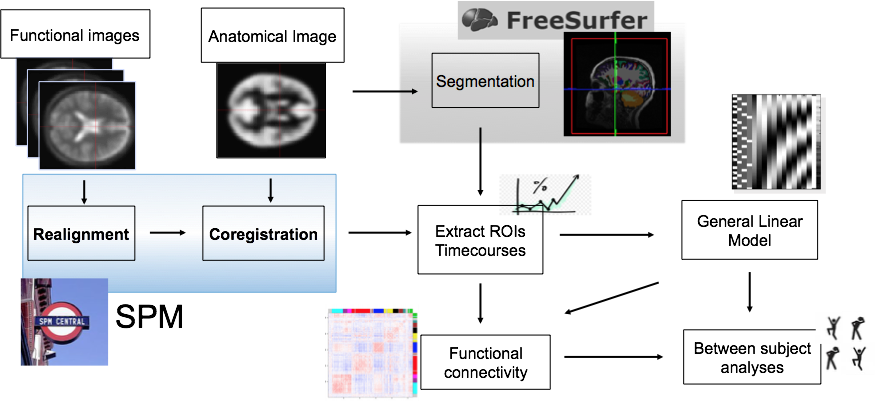 FreeSurfer
Functional images
Anatomical Image
Segmentation
%
Realignment
Coregistration
Extract ROIs
Timecourses
General Linear
Model
SPM CENTRAL
SPM
Functional
connectivity
Between subject
analyses